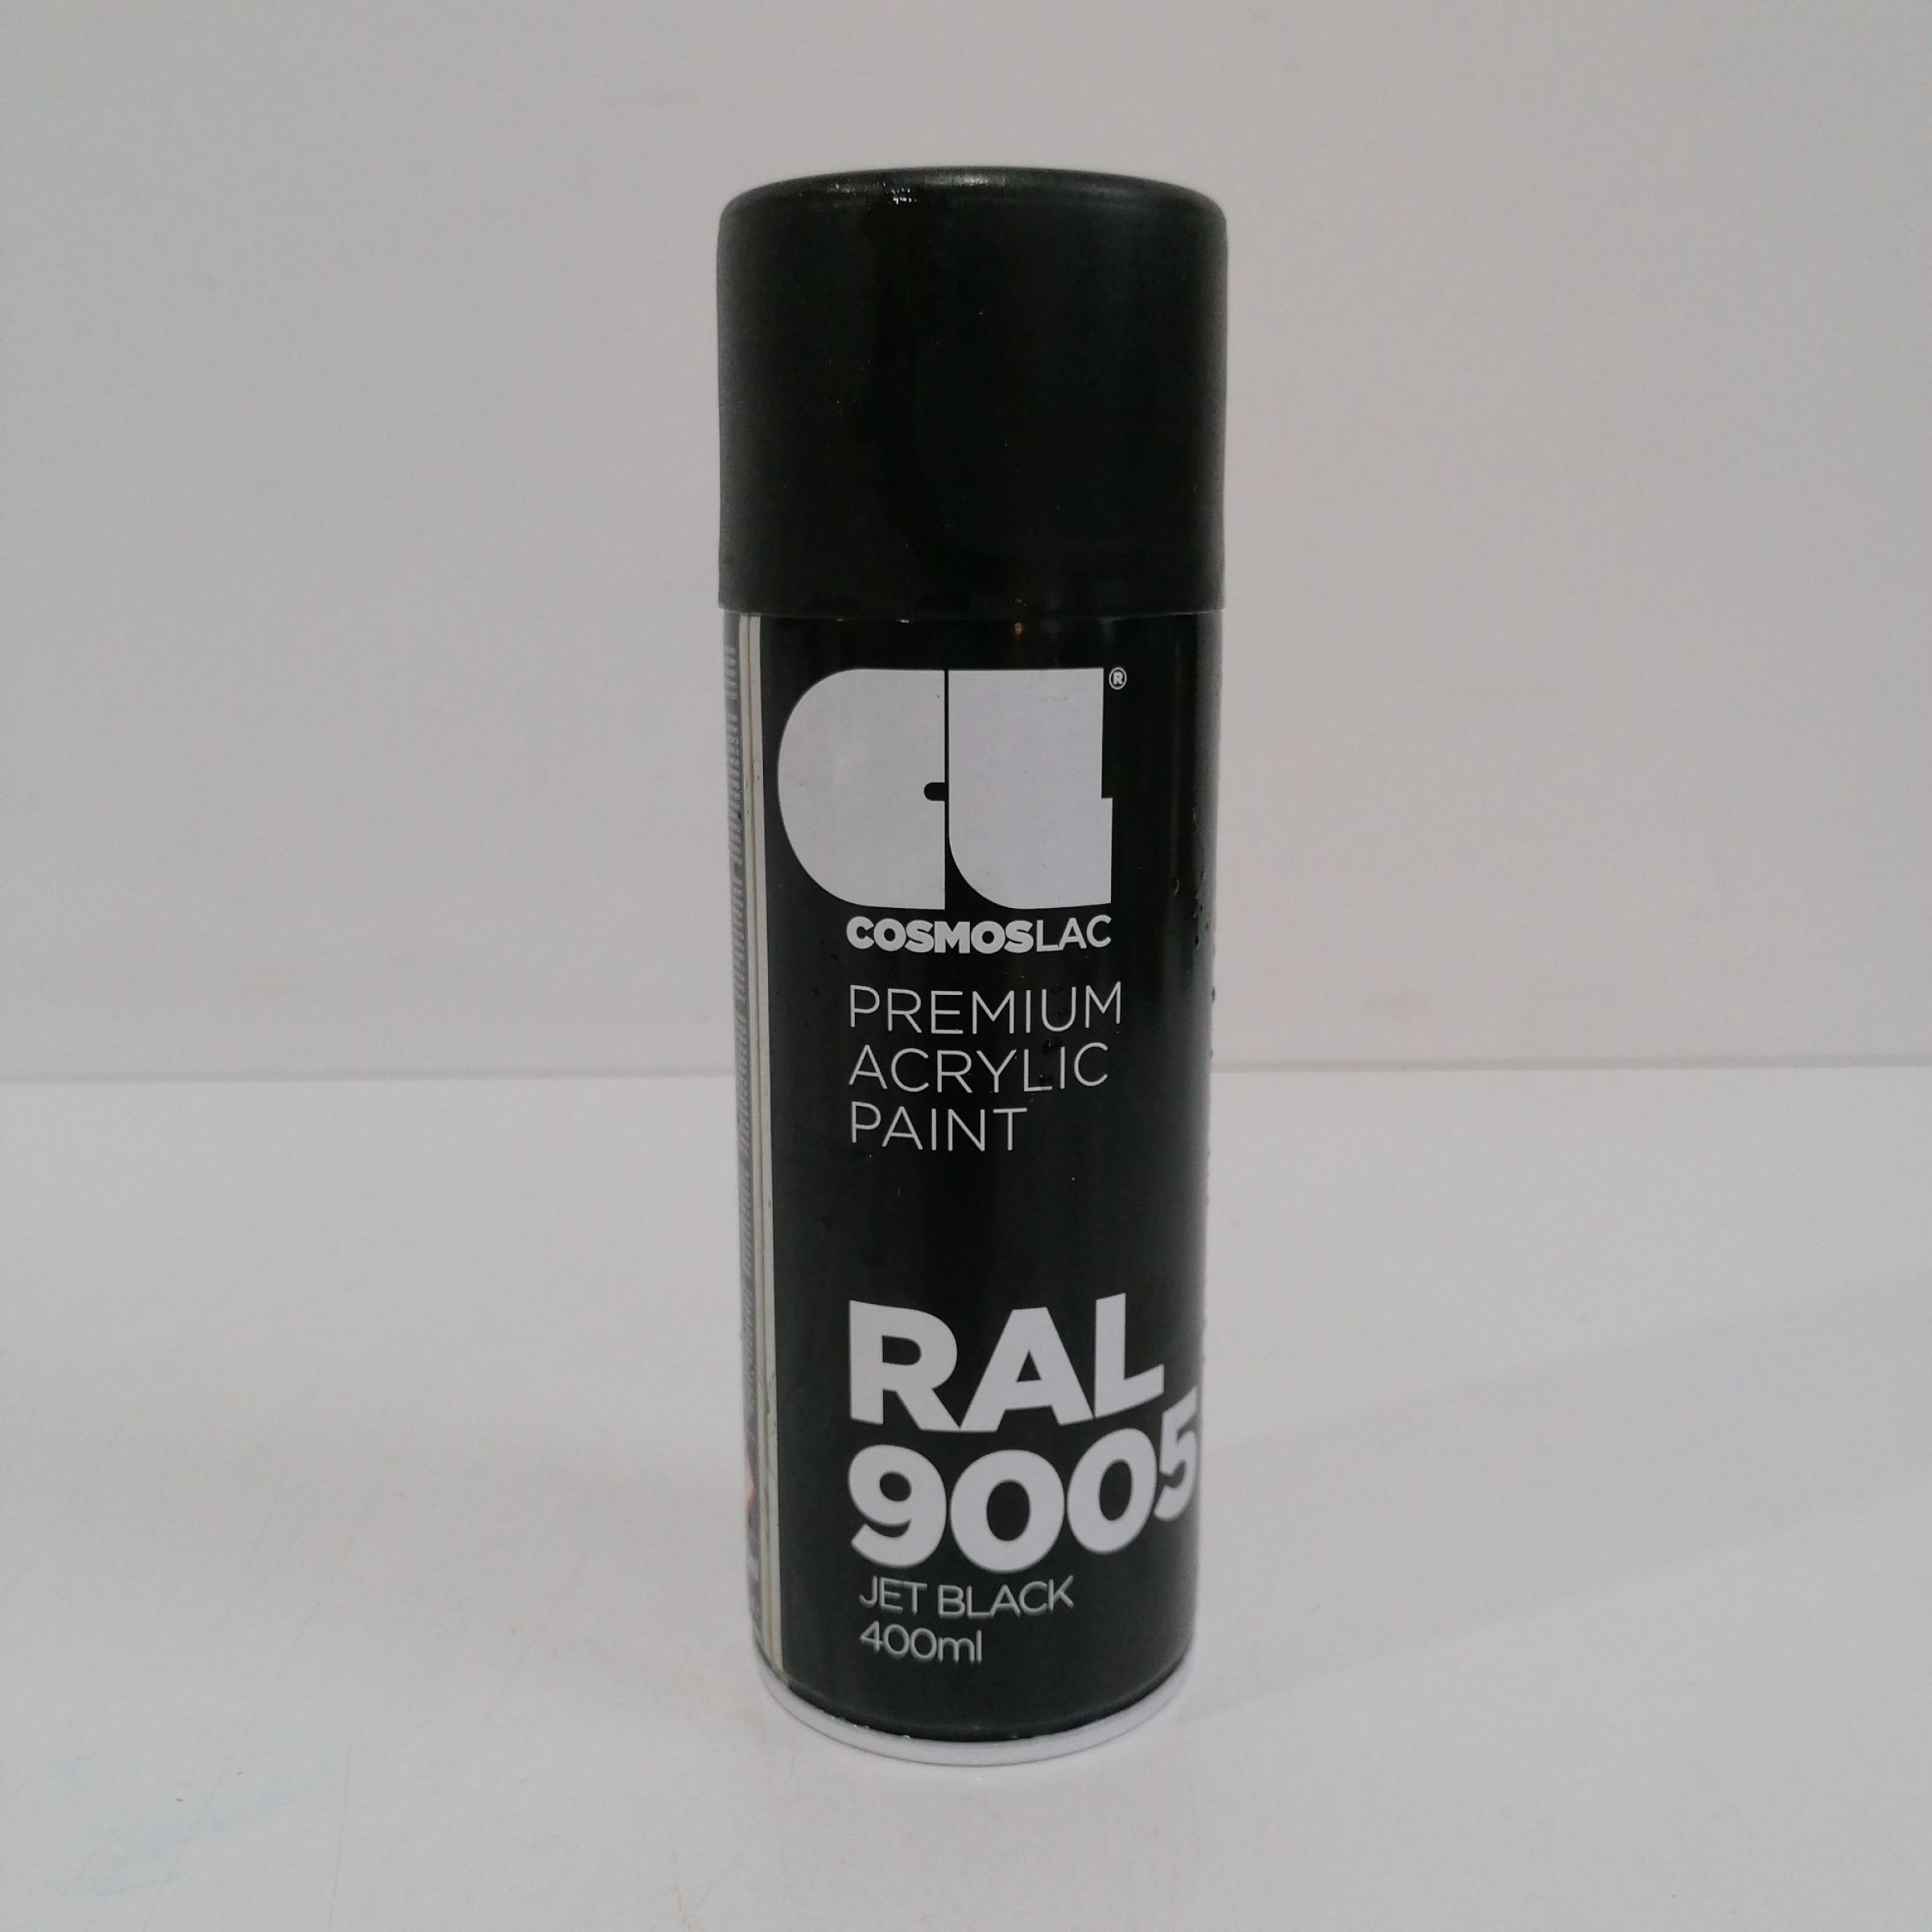 CL®
COSMOSLAC
PREMIUM
ACRYLIC
PAINT
RAL
9005
JET BLACK
400ml